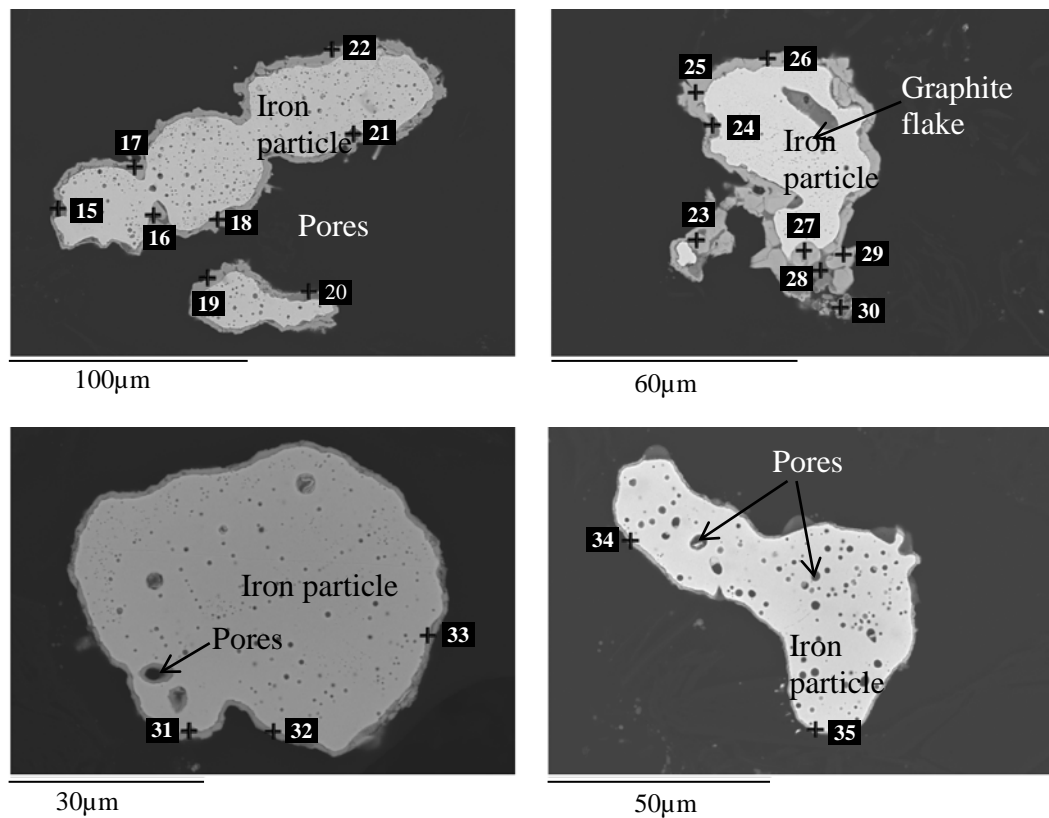 22
Iron
particle
17
21
15
16
18
Pores
19
20
100µm
26
25
Graphite
flake
24
Iron
particle
23
27
28
29
30
60µm
Iron particle
Pores
33
31
32
30µm
Pores
34
Iron
particle
35
50µm